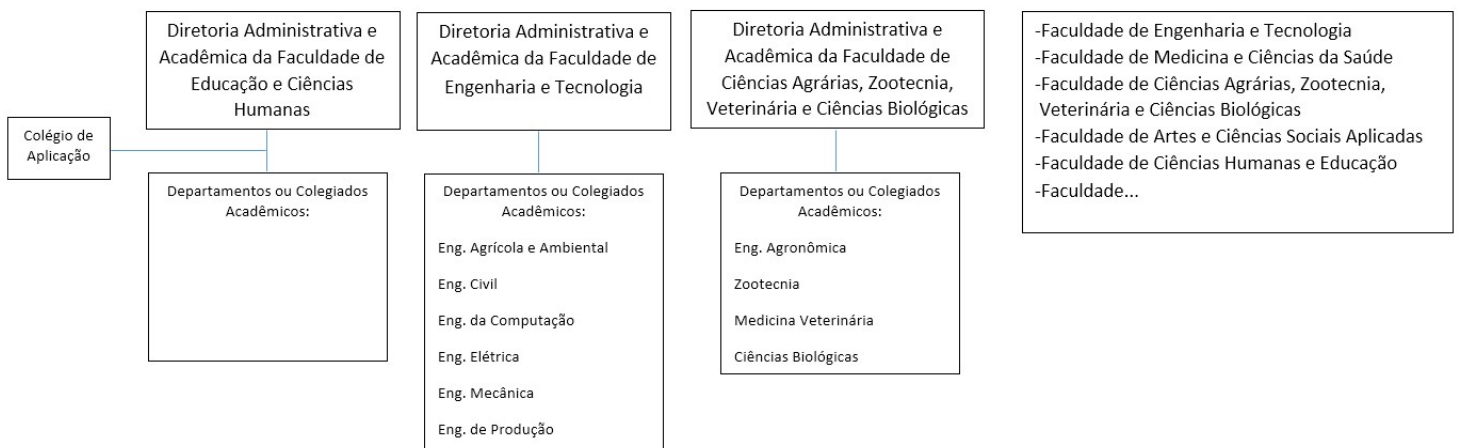 Diretoria Administrativa e
Acadêmica da Faculdade de
Educação e Ciências
Humanas
Colégio de
Aplicação
Departamentos ou Colegiados
Acadêmicos:
Diretoria Administrativa e
Acadêmica da Faculdade de
Engenharia e Tecnologia
Departamentos ou Colegiados
Acadêmicos:
Eng. Agrícola e Ambiental
Eng. Civil
Eng. da Computação
Eng. Elétrica
Eng. Mecânica
Eng. de Produção
Diretoria Administrativa e
Acadêmica da Faculdade de
Ciências Agrárias, Zootecnia,
Veterinária e Ciências Biológicas
Departamentos ou Colegiados
Acadêmicos:
Eng. Agronômica
Zootecnia
Medicina Veterinária
Ciências Biológicas
-Faculdade de Engenharia e Tecnologia
-Faculdade de Medicina e Ciências da Saúde
-Faculdade de Ciências Agrárias, Zootecnia,
Veterinária e Ciências Biológicas
-Faculdade de Artes e Ciências Sociais Aplicadas
-Faculdade de Ciências Humanas e Educação
-Faculdade...